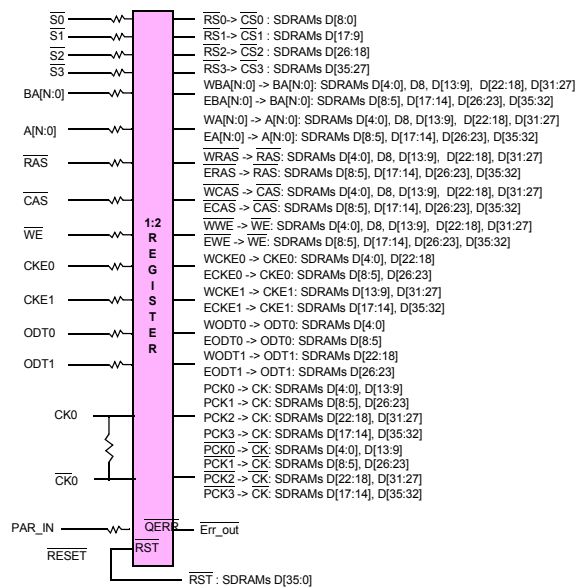 S0
RS0-> CS0 : SDRAMs D[8:0]
S1
RS1-> CS1 : SDRAMs D[17:9]
S2
RS2-> CS2 : SDRAMs D[26:18]
S3
RS3-> CS3 : SDRAMs D[35:27]
BA[N:0]
WBA[N:0] -> BA[N:0]: SDRAMs D[4:0], D8, D[13:9], D[22:18], D[31:27]
EBA[N:0] -> BA[N:0]: SDRAMs D[8:5], D[17:14], D[26:23], D[35:32]
A[N:0]
WA[N:0] -> A[N:0]: SDRAMs D[4:0], D8, D[13:9], D[22:18], D[31:27]
EA[N:0] -> A[N:0]: SDRAMs D[8:5], D[17:14], D[26:23], D[35:32]
RAS
WRAS -> RAS: SDRAMs D[4:0], D8, D[13:9], D[22:18], D[31:27]
ERAS -> RAS: SDRAMs D[8:5], D[17:14], D[26:23], D[35:32]
CAS
WCAS -> CAS: SDRAMs D[4:0], D8, D[13:9], D[22:18], D[31:27]
ECAS -> CAS: SDRAMs D[8:5], D[17:14], D[26:23], D[35:32]
WE
WWE -> WE: SDRAMs D[4:0], D8, D[13:9], D[22:18], D[31:27]
EWE -> WE: SDRAMs D[8:5], D[17:14], D[26:23], D[35:32]
1:2
R
E
G
I
S
T
E
R
CKE0
WCKE0 -> CKE0: SDRAMs D[4:0], D[22:18]
ECKE0 -> CKE0: SDRAMs D[8:5], D[26:23]
CKE1
WCKE1 -> CKE1: SDRAMs D[13:9], D[31:27]
ECKE1 -> CKE1: SDRAMs D[17:14], D[35:32]
ODT0
WODT0 -> ODT0: SDRAMs D[4:0]
EODT0 -> ODT0: SDRAMs D[8:5]
ODT1
WODT1 -> ODT1: SDRAMs D[22:18]
EODT1 -> ODT1: SDRAMs D[26:23]
CK0
PCK0 -> CK: SDRAMs D[4:0], D[13:9]
PCK1 -> CK: SDRAMs D[8:5], D[26:23]
PCK2 -> CK: SDRAMs D[22:18], D[31:27]
PCK3 -> CK: SDRAMs D[17:14], D[35:32]
CK0
PCK0 -> CK: SDRAMs D[4:0], D[13:9]
PCK1 -> CK: SDRAMs D[8:5], D[26:23]
PCK2 -> CK: SDRAMs D[22:18], D[31:27]
PCK3 -> CK: SDRAMs D[17:14], D[35:32]
PAR_IN
QERR
Err_out
RESET
RST
RST : SDRAMs D[35:0]